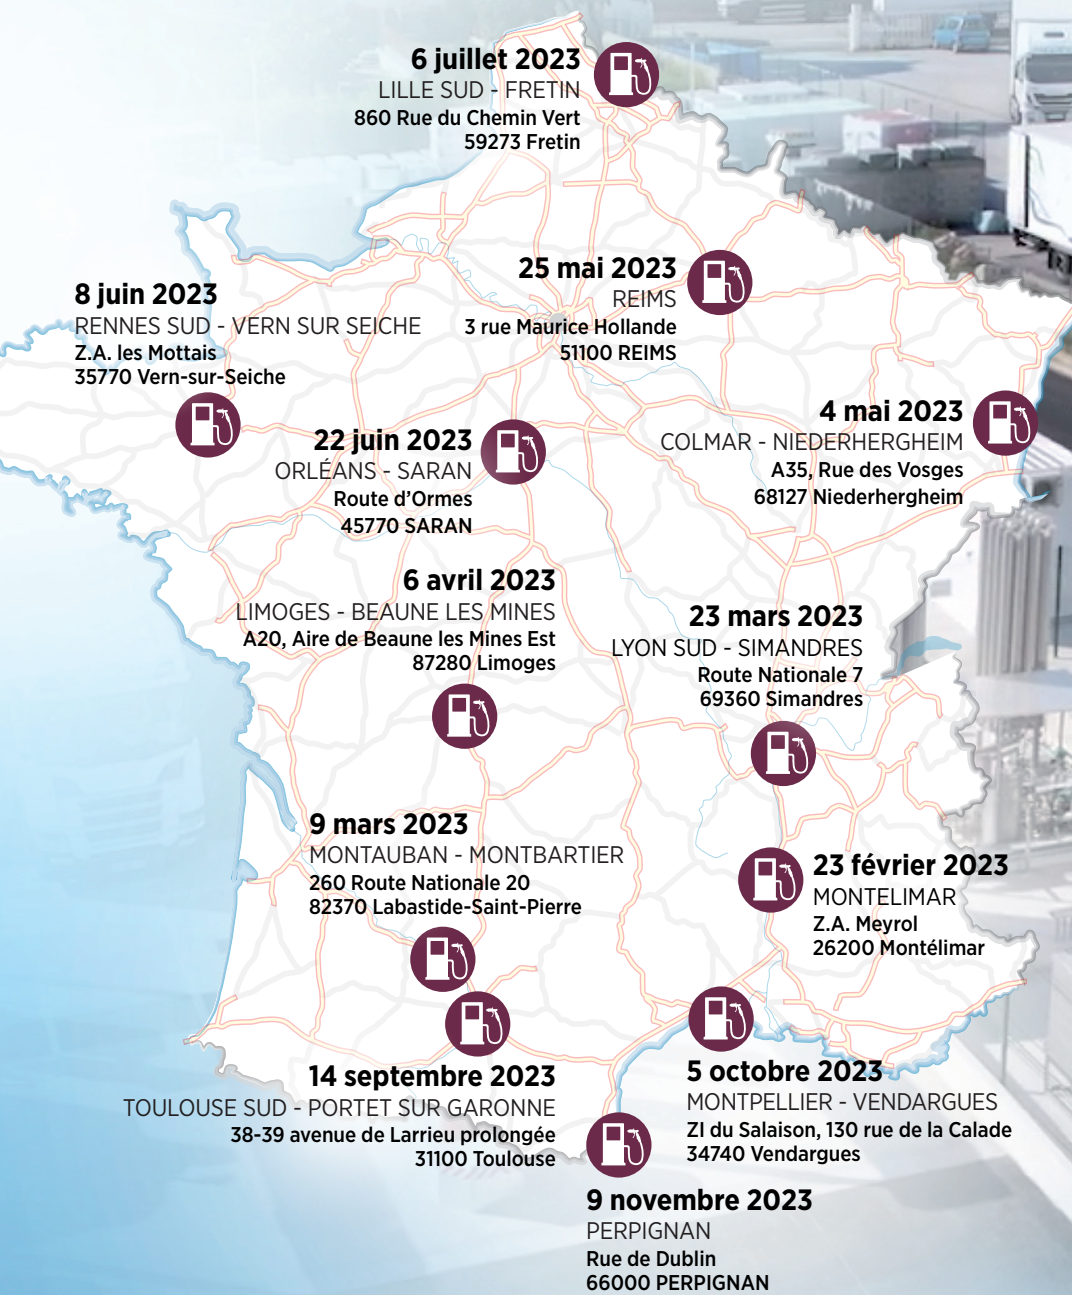 6 juillet 2023
LILLE SUD - FRETIN
860 Rue du Chemin Vert
59273 Fretin
25 mai 2023
REIMS
3 rue Maurice Hollande
51100 REIMS
8 juin 2023
RENNES SUD - VERN SUR SEICHE
Z.A. les Mottais
35770 Vern-sur-Seiche
4 mai 2023
COLMAR - NIEDERHERGHEIM
A35, Rue des Vosges
68127 Niederhergheim
22 juin 2023
ORLÉANS - SARAN
Route d'Ormes
45770 SARAN
6 avril 2023
LIMOGES - BEAUNE LES MINES
A20, Aire de Beaune les Mines Est
87280 Limoges
23 mars 2023
LYON SUD - SIMANDRES
Route Nationale 7
69360 Simandres
9 mars 2023
MONTAUBAN - MONTBARTIER
260 Route Nationale 20
82370 Labastide-Saint-Pierre
23 février 2023
MONTELIMAR
Z.A. Meyrol
26200 Montélimar
14 septembre 2023
TOULOUSE SUD - PORTET SUR GARONNE
38-39 avenue de Larrieu prolongée
31100 Toulouse
5 octobre 2023
MONTPELLIER - VENDARGUES
ZI du Salaison, 130 rue de la Calade
34740 Vendargues
9 novembre 2023
PERPIGNAN
Rue de Dublin
66000 PERPIGNAN